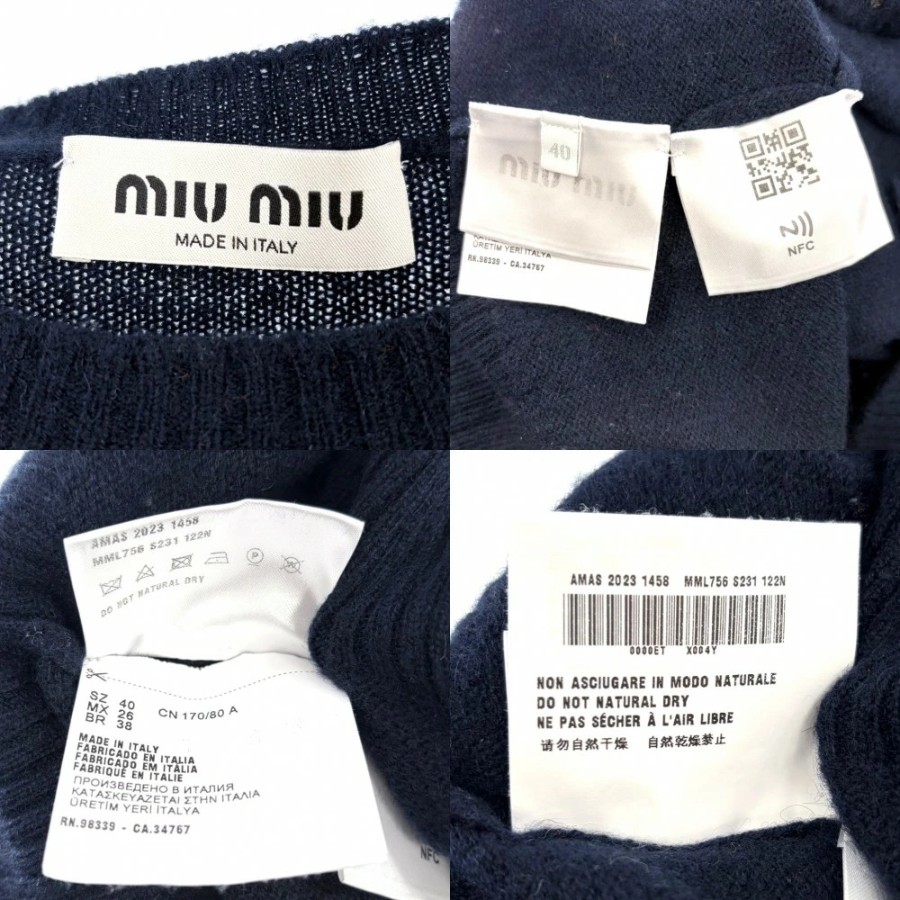 miu miu
MADE IN ITALY
40
miu miu
ÜRETİM YERİ İTALYA
RN.98339 - CA.34767
NFC
AMAS 2023 1458
MML756 S231 122N
P
DO NOT NATURAL DRY
SZ 40
MX 26
BR 38
CN 170/80 A
MADE IN ITALY
FABRICADO EN ITALIA
FABRICADO EM ITÁLIA
FABRIQUÉ EN ITALIE
ПРОИЗВЕДЕНО В ИТАЛИЯ
ΚΑΤΑΣΚΕΥΑΖΕΤΑΙ ΣΤΗΝ ΙΤΑΛΙΑ
ÜRETİM YERİ İTALYA
RN.98339 - CA.34767
NFC
AMAS 2023 1458 MML756 S231 122N
0000ET X004Y
NON ASCIUGARE IN MODO NATURALE
DO NOT NATURAL DRY
NE PAS SÉCHER À L'AIR LIBRE
请勿自然干燥 自然乾燥禁止